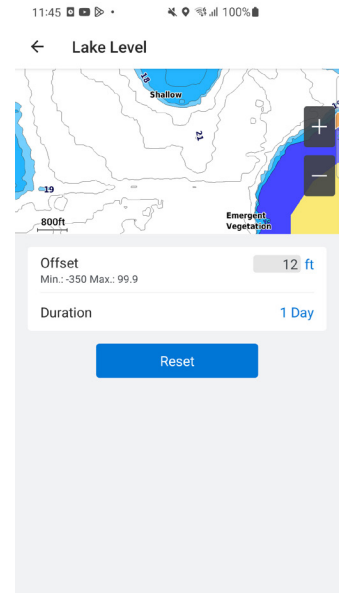 11:45 100%
Lake Level
18
Shallow
21
19
800ft
Emergent
Vegetation
+
−
Offset 12 ft
Min.: -350 Max.: 99.9
Duration 1 Day
Reset